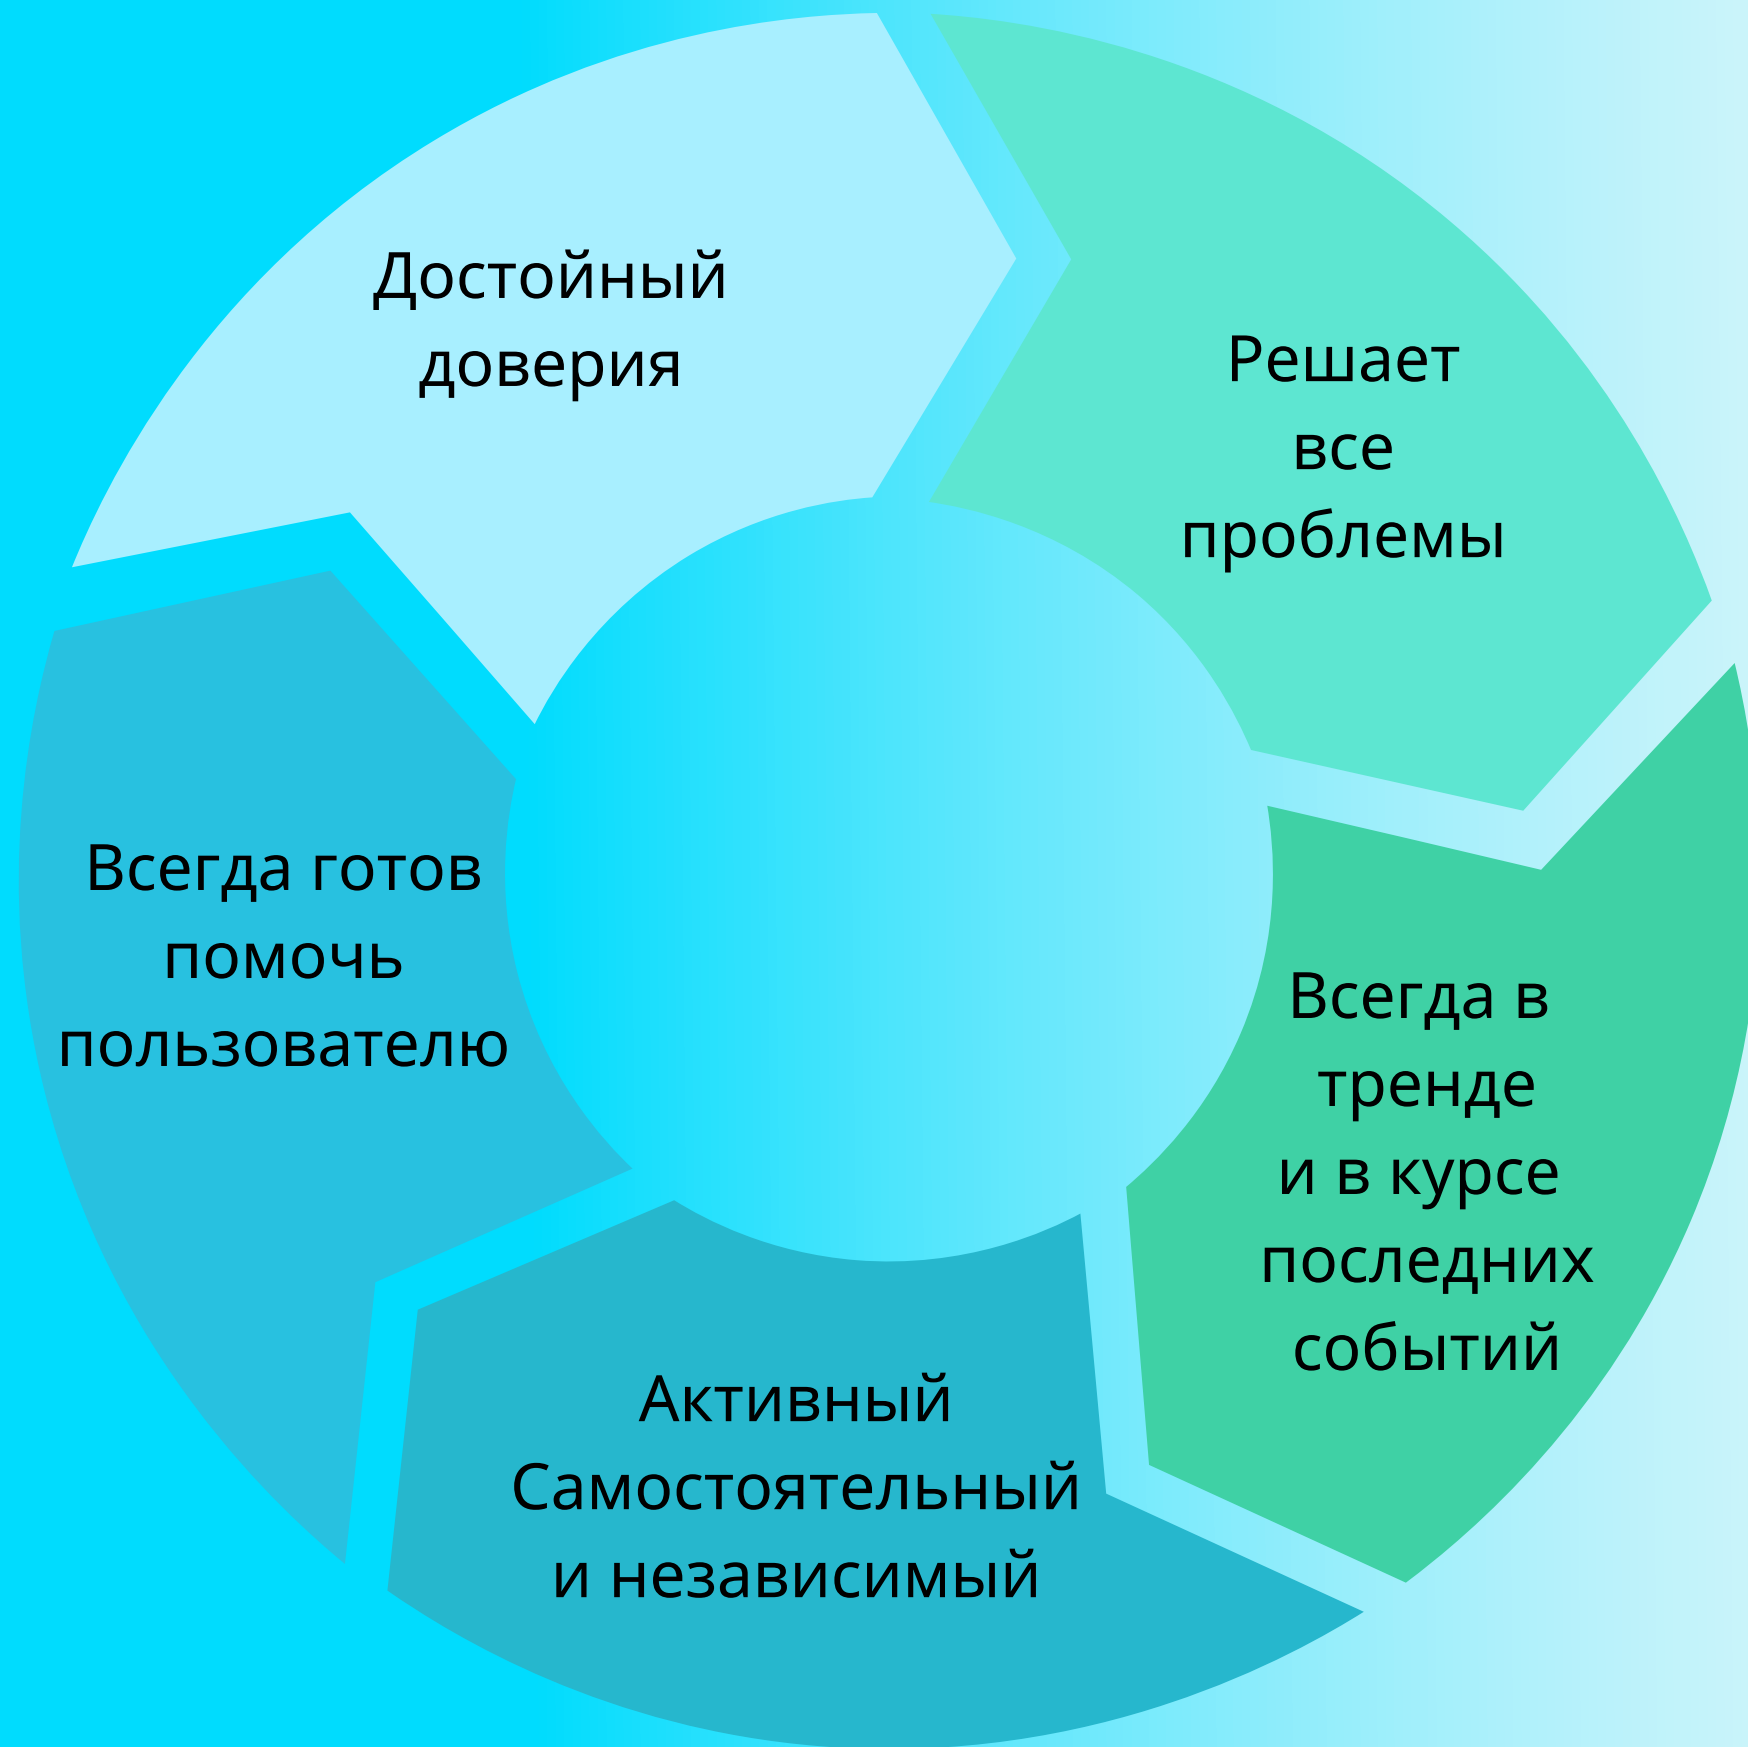 Достойный
доверия
Решает
все
проблемы
Всегда в
тренде
и в курсе
последних
событий
Активный
Самостоятельный
и независимый
Всегда готов
помочь
пользователю